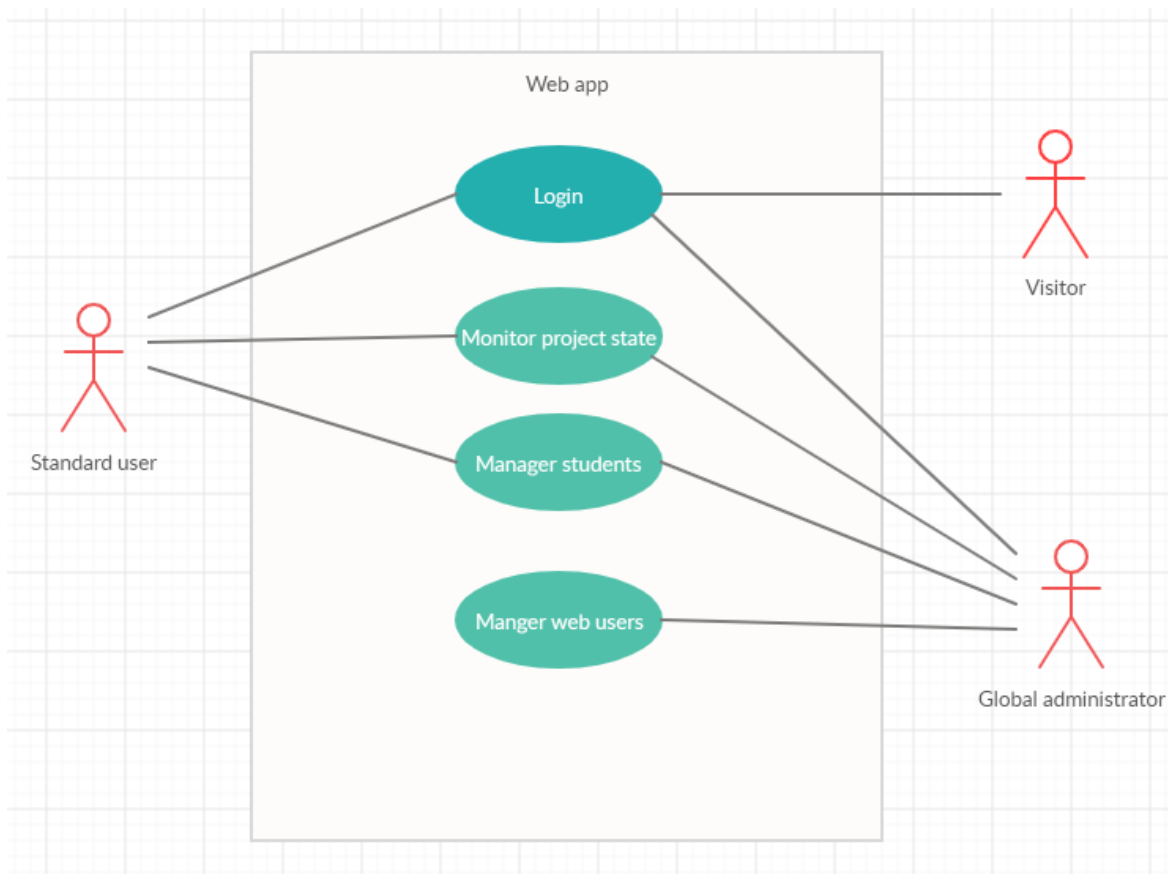 Web app
Login
Visitor
Monitor project state
Standard user
Manager students
Manger web users
Global administrator